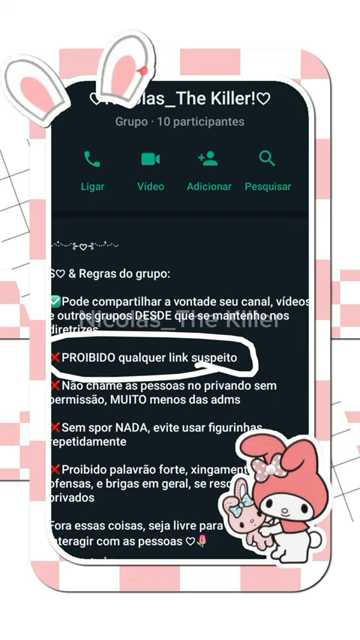 ♡Nicolas_The Killer!♡
Grupo · 10 participantes
Ligar Vídeo Adicionar Pesquisar
S♡ & Regras do grupo:
✅Pode compartilhar a vontade seu canal, vídeos
e outros grupos DESDE que se mantenho nos
diretrizes
Nicolas_The Killer
❌PROIBIDO qualquer link suspeito
❌Não chame as pessoas no privando sem
permissão, MUITO menos das adms
❌Sem spor NADA, evite usar figurinhas
repetidamente
❌Proibido palavrão forte, xingament
ofensas, e brigas em geral, se reso
privados
Fora essas coisas, seja livre para
interagir com as pessoas ♡🌷